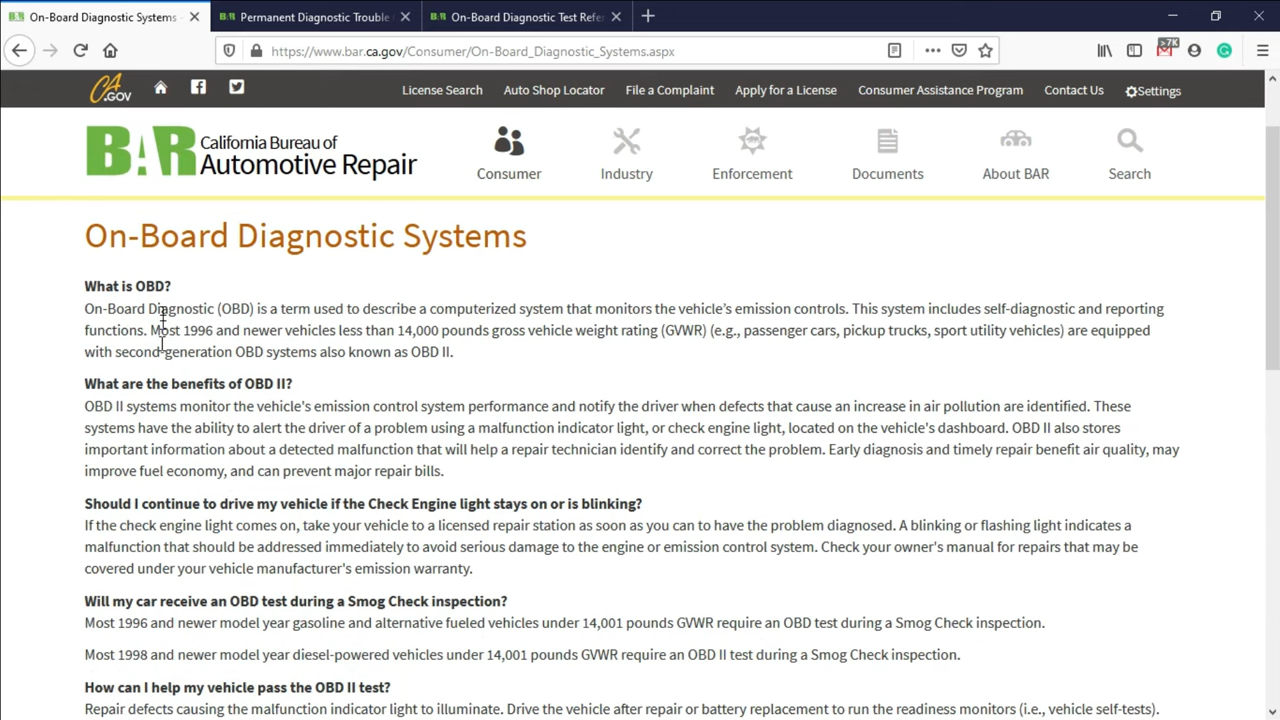 On-Board Diagnostic Systems -
Permanent Diagnostic Trouble
On-Board Diagnostic Test Refer
https://www.bar.ca.gov/Consumer/On-Board_Diagnostic_Systems.aspx
>7K
CA.GOV
License Search
Auto Shop Locator
File a Complaint
Apply for a License
Consumer Assistance Program
Contact Us
Settings
BAR
California Bureau of
Automotive Repair
Consumer
Industry
Enforcement
Documents
About BAR
Search
On-Board Diagnostic Systems
What is OBD?
On-Board Diagnostic (OBD) is a term used to describe a computerized system that monitors the vehicle's emission controls. This system includes self-diagnostic and reporting
functions. Most 1996 and newer vehicles less than 14,000 pounds gross vehicle weight rating (GVWR) (e.g., passenger cars, pickup trucks, sport utility vehicles) are equipped
with second-generation OBD systems also known as OBD II.
What are the benefits of OBD II?
OBD II systems monitor the vehicle's emission control system performance and notify the driver when defects that cause an increase in air pollution are identified. These
systems have the ability to alert the driver of a problem using a malfunction indicator light, or check engine light, located on the vehicle's dashboard. OBD II also stores
important information about a detected malfunction that will help a repair technician identify and correct the problem. Early diagnosis and timely repair benefit air quality, may
improve fuel economy, and can prevent major repair bills.
Should I continue to drive my vehicle if the Check Engine light stays on or is blinking?
If the check engine light comes on, take your vehicle to a licensed repair station as soon as you can to have the problem diagnosed. A blinking or flashing light indicates a
malfunction that should be addressed immediately to avoid serious damage to the engine or emission control system. Check your owner's manual for repairs that may be
covered under your vehicle manufacturer's emission warranty.
Will my car receive an OBD test during a Smog Check inspection?
Most 1996 and newer model year gasoline and alternative fueled vehicles under 14,001 pounds GVWR require an OBD test during a Smog Check inspection.
Most 1998 and newer model year diesel-powered vehicles under 14,001 pounds GVWR require an OBD II test during a Smog Check inspection.
How can I help my vehicle pass the OBD II test?
Repair defects causing the malfunction indicator light to illuminate. Drive the vehicle after repair or battery replacement to run the readiness monitors (i.e., vehicle self-tests).